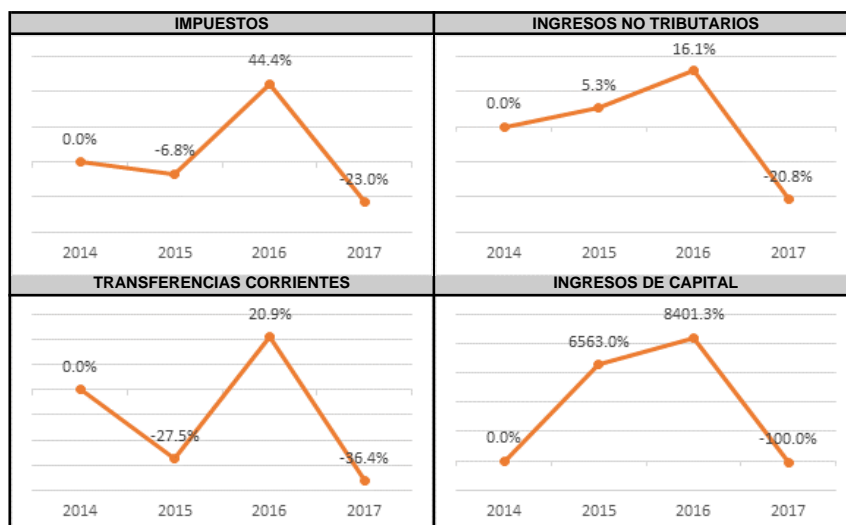 IMPUESTOS
44.4%
0.0%
-6.8%
-23.0%
2014 2015 2016 2017
INGRESOS NO TRIBUTARIOS
16.1%
5.3%
0.0%
-20.8%
2014 2015 2016 2017
TRANSFERENCIAS CORRIENTES
20.9%
0.0%
-27.5%
-36.4%
2014 2015 2016 2017
INGRESOS DE CAPITAL
8401.3%
6563.0%
0.0%
-100.0%
2014 2015 2016 2017